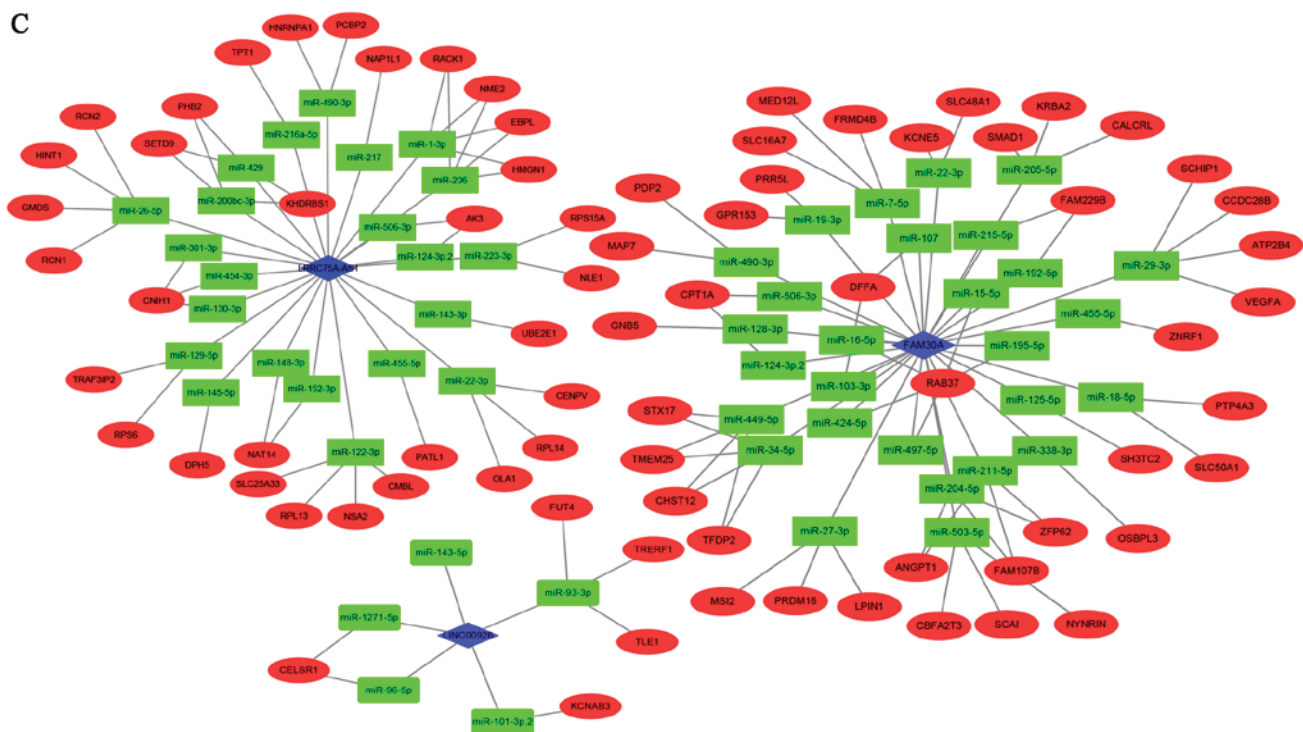 C
HNRNPA1
PCBP2
TPT1
NAP1L1
RACK1
NME2
miR-490-3p
RCN2
PHB2
miR-216a-5p
EBPL
SETD9
miR-1-3p
HINT1
miR-429
miR-217
HMGN1
miR-206
miR-200bc-3p
KHDRBS1
GMDS
miR-26-5p
AK3
RPS15A
miR-506-3p
miR-301-3p
miR-124-3p.2
miR-223-3p
RCN1
LRRC75A-AS1
miR-454-3p
NLE1
CNIH1
miR-130-3p
miR-143-3p
UBE2E1
miR-129-5p
miR-148-3p
miR-455-5p
TRAF3IP2
miR-22-3p
miR-145-5p
miR-152-3p
CENPV
RPS6
RPL14
NAT14
miR-122-3p
PATL1
DPH5
OLA1
SLC25A33
CMBL
RPL13
NSA2
FUT4
miR-143-5p
TRERF1
miR-93-3p
miR-1271-5p
LINC00926
TLE1
CELSR1
miR-96-5p
KCNAB3
miR-101-3p.2
MED12L
SLC48A1
KRBA2
FRMD4B
KCNE5
SMAD1
CALCRL
SLC16A7
miR-22-3p
miR-205-5p
SCHIP1
PRR5L
PDP2
miR-7-5p
FAM229B
CCDC28B
GPR153
miR-19-3p
miR-107
miR-215-5p
MAP7
ATP2B4
miR-490-3p
miR-192-5p
miR-29-3p
DFFA
CPT1A
miR-506-3p
miR-15-5p
VEGFA
miR-455-5p
GNB5
miR-128-3p
ZNRF1
miR-16-5p
FAM30A
miR-195-5p
miR-124-3p.2
miR-103-3p
RAB37
STX17
miR-125-5p
miR-18-5p
PTP4A3
miR-449-5p
miR-424-5p
TMEM25
miR-34-5p
miR-497-5p
miR-338-3p
SH3TC2
SLC50A1
miR-211-5p
CHST12
miR-204-5p
TFDP2
miR-27-3p
miR-503-5p
ZFP62
OSBPL3
ANGPT1
FAM107B
MSI2
PRDM16
LPIN1
CBFA2T3
SCAI
NYNRIN